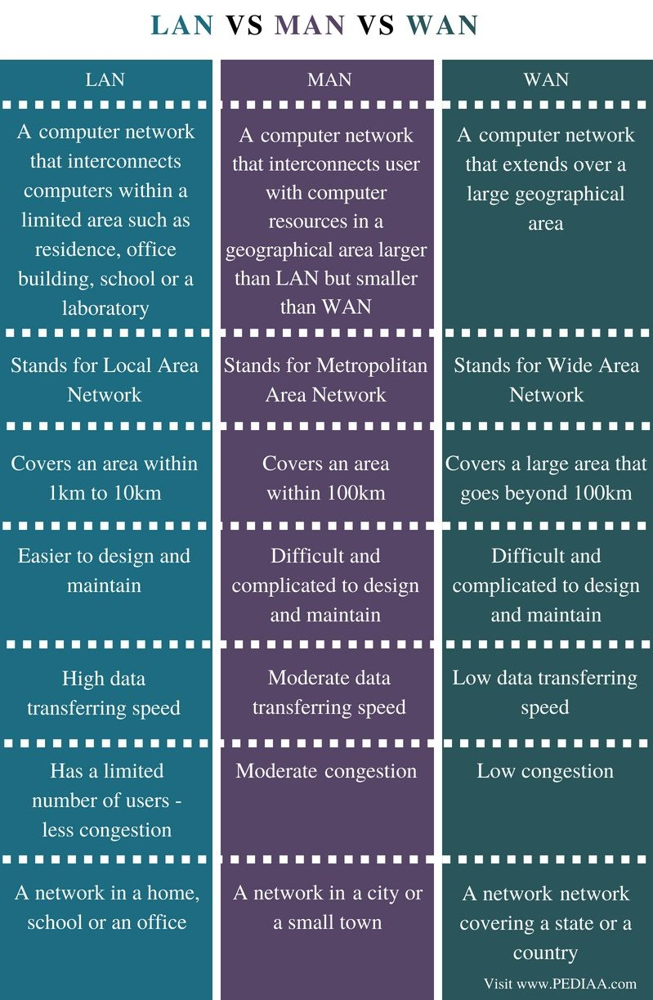 LAN VS MAN VS WAN
LAN
A computer network
that interconnects
computers within a
limited area such as
residence, office
building, school or a
laboratory
Stands for Local Area
Network
Covers an area within
1km to 10km
Easier to design and
maintain
High data
transferring speed
Has a limited
number of users -
less congestion
A network in a home,
school or an office
MAN
A computer network
that interconnects user
with computer
resources in a
geographical area larger
than LAN but smaller
than WAN
Stands for Metropolitan
Area Network
Covers an area
within 100km
Difficult and
complicated to design
and maintain
Moderate data
transferring speed
Moderate congestion
A network in a city or
a small town
WAN
A computer network
that extends over a
large geographical
area
Stands for Wide Area
Network
Covers a large area that
goes beyond 100km
Difficult and
complicated to design
and maintain
Low data transferring
speed
Low congestion
A network network
covering a state or a
country
Visit www.PEDIAA.com